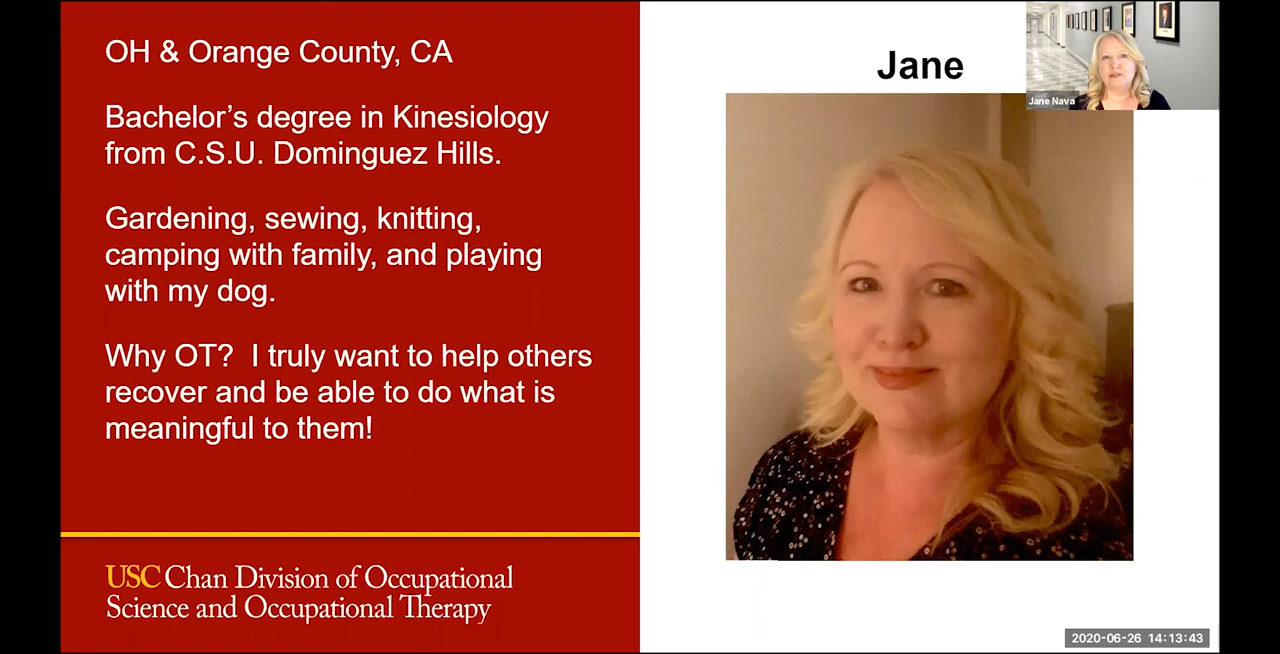 OH & Orange County, CA
Bachelor’s degree in Kinesiology
from C.S.U. Dominguez Hills.
Gardening, sewing, knitting,
camping with family, and playing
with my dog.
Why OT?  I truly want to help others
recover and be able to do what is
meaningful to them!
USC Chan Division of Occupational
Science and Occupational Therapy
Jane
Jane Nava
2020-06-26 14:13:43